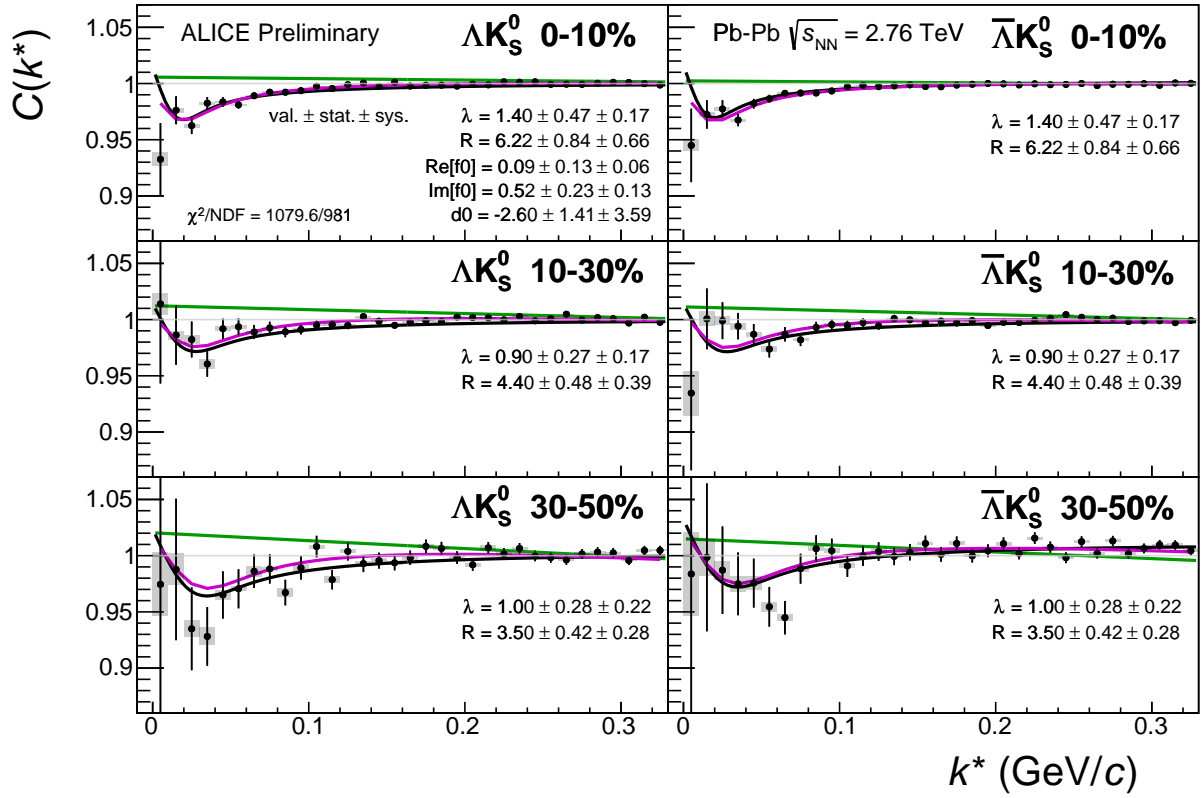 C(k*)
ALICE Preliminary
ΛK⁰S 0-10%
Pb-Pb √sNN = 2.76 TeV
Λ̅K⁰S 0-10%
1.05
1
0.95
0.9
val. ± stat. ± sys.
λ = 1.40 ± 0.47 ± 0.17
R = 6.22 ± 0.84 ± 0.66
Re[f0] = 0.09 ± 0.13 ± 0.06
Im[f0] = 0.52 ± 0.23 ± 0.13
d0 = -2.60 ± 1.41 ± 3.59
χ²/NDF = 1079.6/981
λ = 1.40 ± 0.47 ± 0.17
R = 6.22 ± 0.84 ± 0.66
ΛK⁰S 10-30%
1.05
1
0.95
0.9
λ = 0.90 ± 0.27 ± 0.17
R = 4.40 ± 0.48 ± 0.39
Λ̅K⁰S 10-30%
λ = 0.90 ± 0.27 ± 0.17
R = 4.40 ± 0.48 ± 0.39
ΛK⁰S 30-50%
1.05
1
0.95
0.9
λ = 1.00 ± 0.28 ± 0.22
R = 3.50 ± 0.42 ± 0.28
Λ̅K⁰S 30-50%
λ = 1.00 ± 0.28 ± 0.22
R = 3.50 ± 0.42 ± 0.28
0 0.1 0.2 0.3
0 0.1 0.2 0.3
k* (GeV/c)